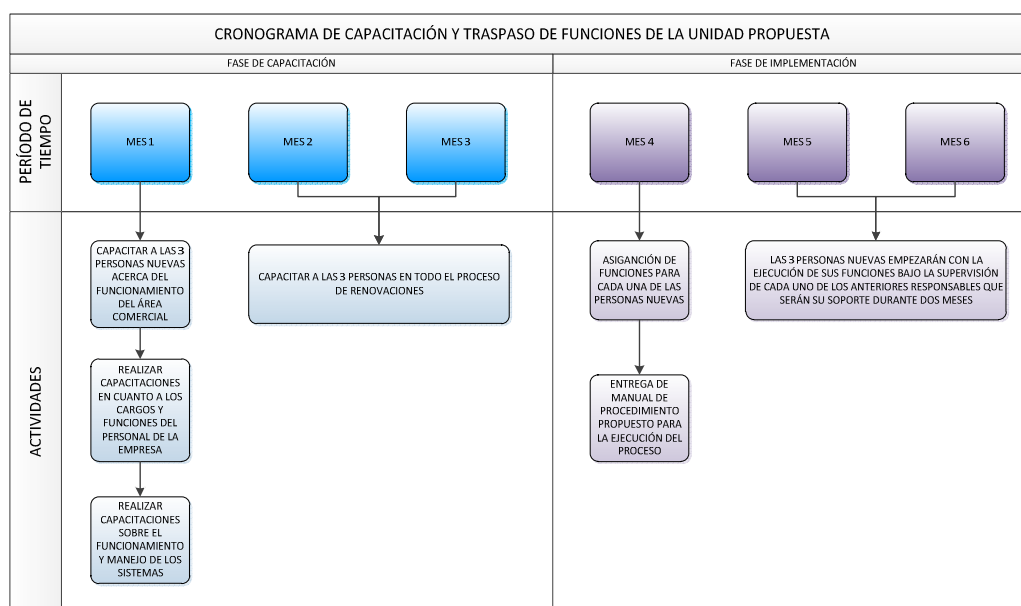 CRONOGRAMA DE CAPACITACIÓN Y TRASPASO DE FUNCIONES DE LA UNIDAD PROPUESTA
FASE DE CAPACITACIÓN
FASE DE IMPLEMENTACIÓN
PERÍODO DE
TIEMPO
MES 1
MES 2
MES 3
MES 4
MES 5
MES 6
ACTIVIDADES
CAPACITAR A LAS 3
PERSONAS NUEVAS
ACERCA DEL
FUNCIONAMIENTO
DEL ÁREA
COMERCIAL
REALIZAR
CAPACITACIONES
EN CUANTO A LOS
CARGOS Y
FUNCIONES DEL
PERSONAL DE LA
EMPRESA
REALIZAR
CAPACITACIONES
SOBRE EL
FUNCIONAMIENTO
Y MANEJO DE LOS
SISTEMAS
CAPACITAR A LAS 3 PERSONAS EN TODO EL PROCESO
DE RENOVACIONES
ASIGANCIÓN DE
FUNCIONES PARA
CADA UNA DE LAS
PERSONAS NUEVAS
ENTREGA DE
MANUAL DE
PROCEDIMIENTO
PROPUESTO PARA
LA EJECUCIÓN DEL
PROCESO
LAS 3 PERSONAS NUEVAS EMPEZARÁN CON LA
EJECUCIÓN DE SUS FUNCIONES BAJO LA SUPERVISIÓN
DE CADA UNO DE LOS ANTERIORES RESPONSABLES QUE
SERÁN SU SOPORTE DURANTE DOS MESES